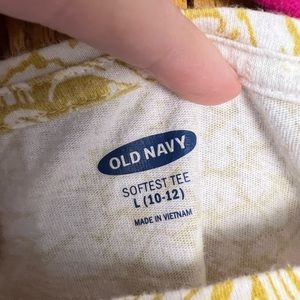 OLD NAVY
SOFTEST TEE
L (10-12)
MADE IN VIETNAM